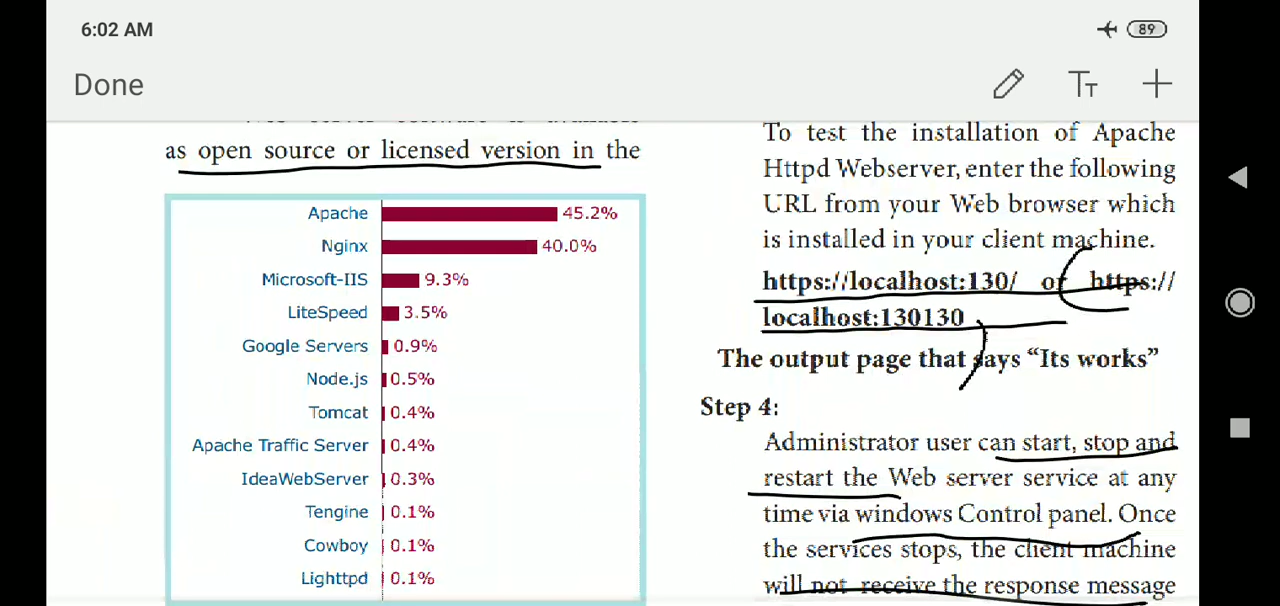 6:02 AM
89
Done
as open source or licensed version in the
Apache 45.2%
Nginx 40.0%
Microsoft-IIS 9.3%
LiteSpeed 3.5%
Google Servers 0.9%
Node.js 0.5%
Tomcat 0.4%
Apache Traffic Server 0.4%
IdeaWebServer 0.3%
Tengine 0.1%
Cowboy 0.1%
Lighttpd 0.1%
To test the installation of Apache
Httpd Webserver, enter the following
URL from your Web browser which
is installed in your client machine.
https://localhost:130/ or https://
localhost:130130
The output page that says “Its works”
Step 4:
Administrator user can start, stop and
restart the Web server service at any
time via windows Control panel. Once
the services stops, the client machine
will not receive the response message